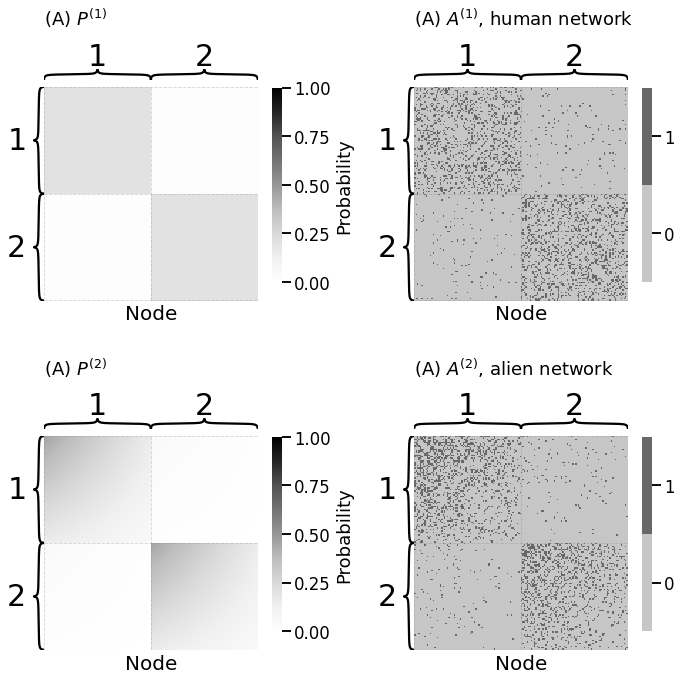 (A) P^(1)
1 2
1
2
Node
1.00
0.75
0.50
0.25
0.00
Probability
(A) A^(1), human network
1 2
1
2
Node
1
0
(A) P^(2)
1 2
1
2
Node
1.00
0.75
0.50
0.25
0.00
Probability
(A) A^(2), alien network
1 2
1
2
Node
1
0